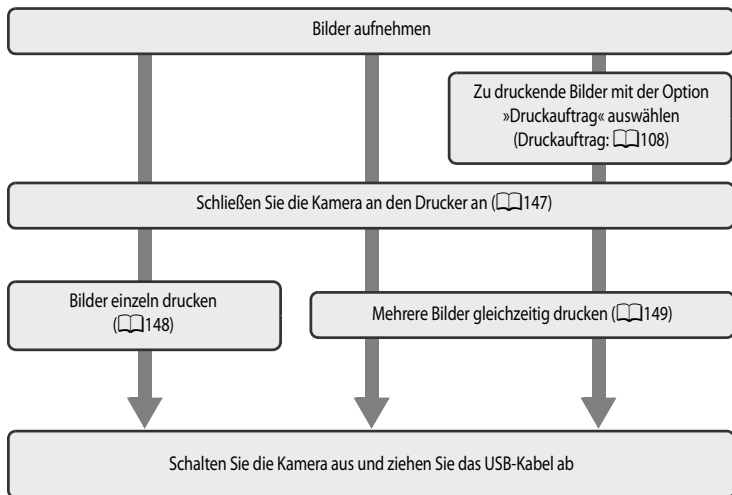 Bilder aufnehmen
Zu druckende Bilder mit der Option
»Druckauftrag« auswählen
(Druckauftrag: 108)
Schließen Sie die Kamera an den Drucker an (147)
Bilder einzeln drucken
(148)
Mehrere Bilder gleichzeitig drucken (149)
Schalten Sie die Kamera aus und ziehen Sie das USB-Kabel ab